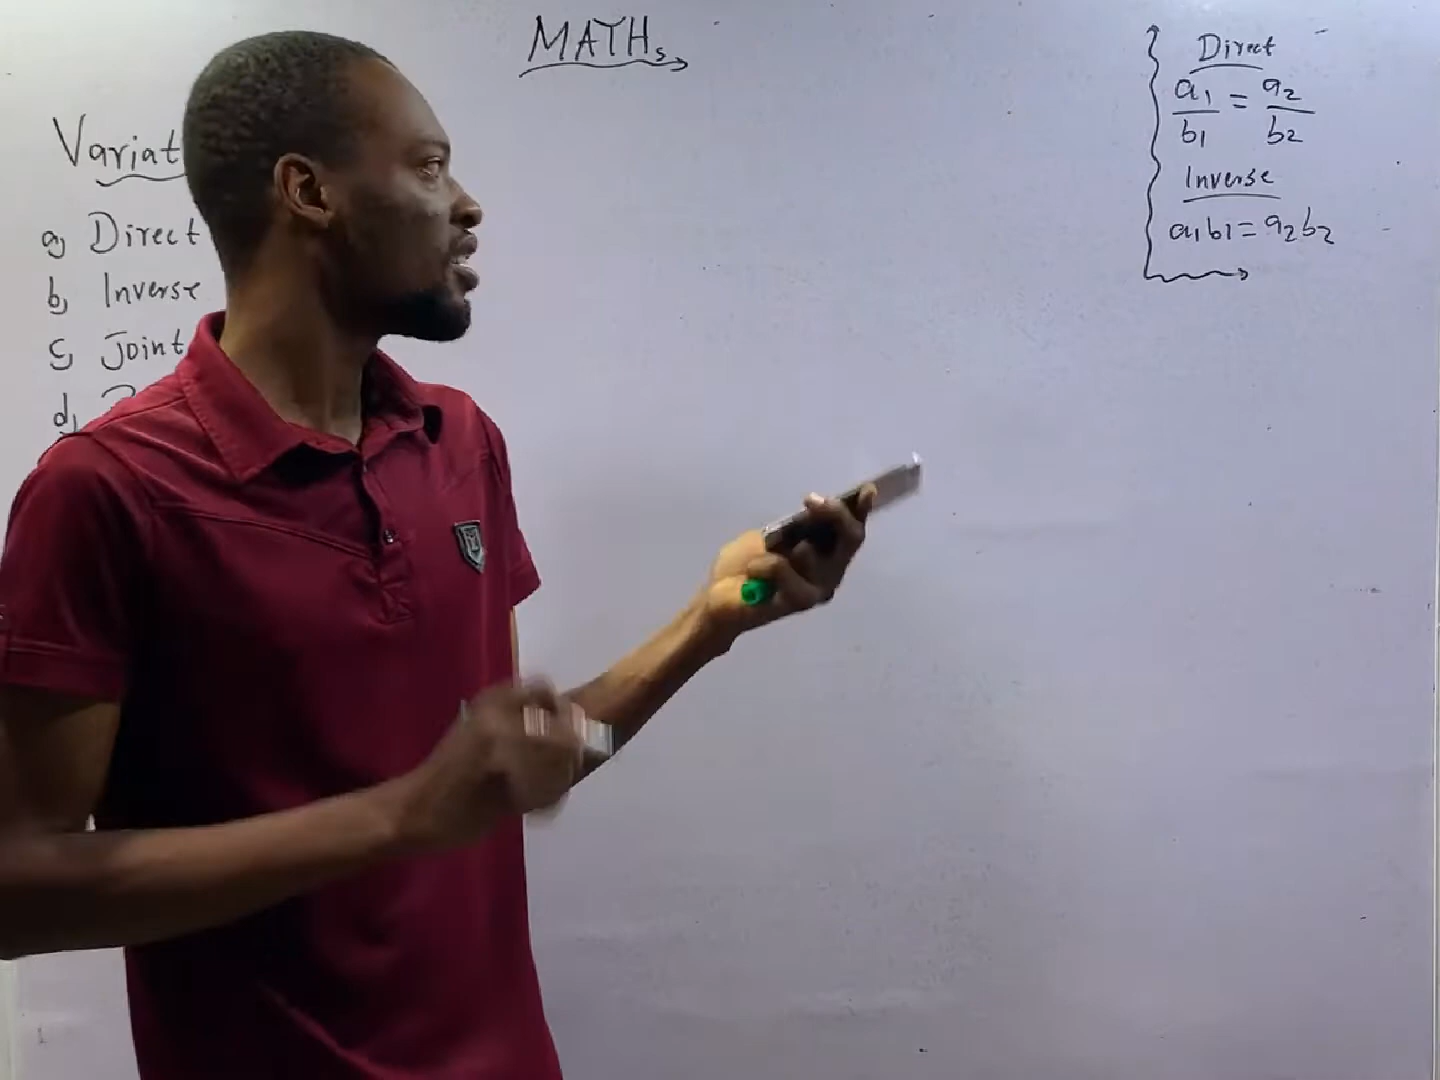 MATHs
Variat
a, Direct
b, Inverse
c, Joint
d,
Direct
a1/b1 = a2/b2
Inverse
a1b1 = a2b2